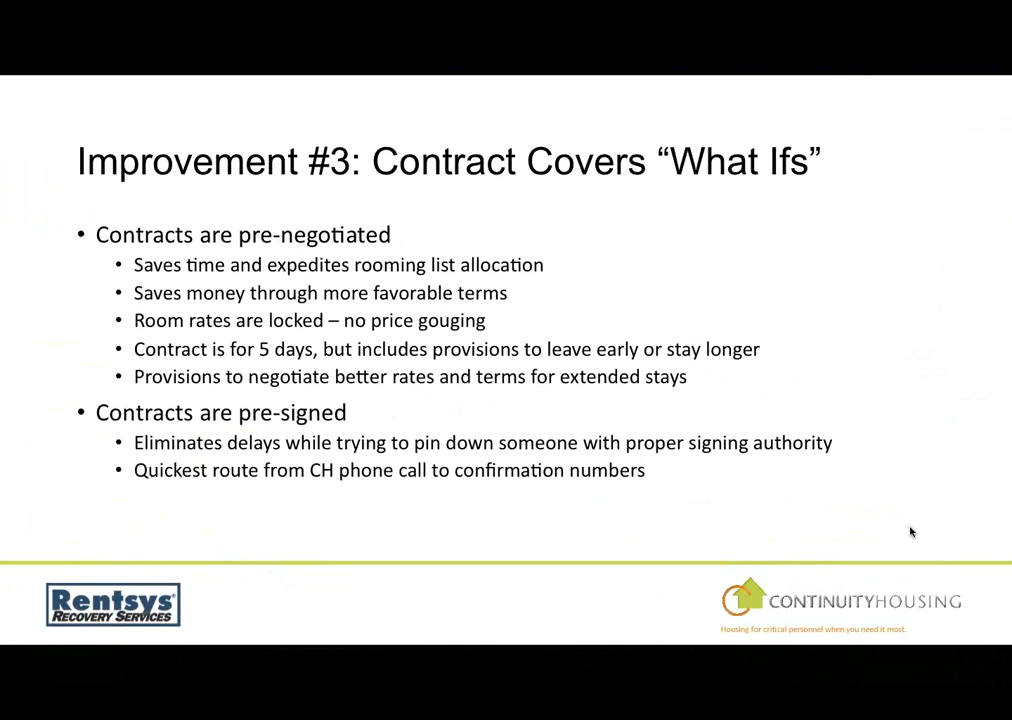 Improvement #3: Contract Covers “What Ifs”
• Contracts are pre-negotiated
• Saves time and expedites rooming list allocation
• Saves money through more favorable terms
• Room rates are locked – no price gouging
• Contract is for 5 days, but includes provisions to leave early or stay longer
• Provisions to negotiate better rates and terms for extended stays
• Contracts are pre-signed
• Eliminates delays while trying to pin down someone with proper signing authority
• Quickest route from CH phone call to confirmation numbers
Rentsys®
RECOVERY SERVICES
CONTINUITYHOUSING
Housing for critical personnel when you need it most.